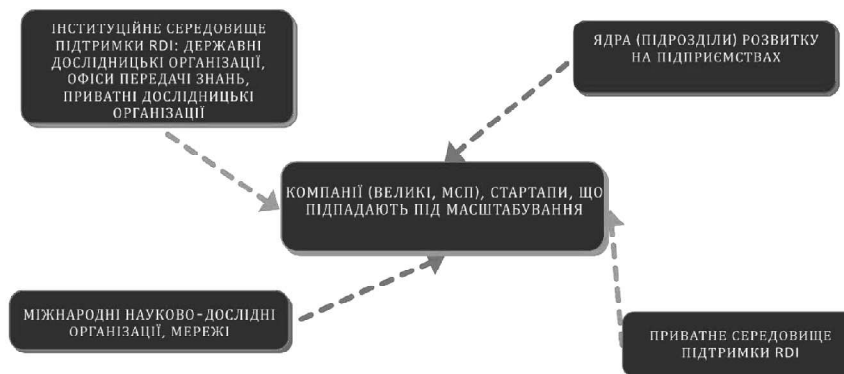 ІНСТИТУЦІЙНЕ СЕРЕДОВИЩЕ
ПІДТРИМКИ RDI: ДЕРЖАВНІ
ДОСЛІДНИЦЬКІ ОРГАНІЗАЦІЇ,
ОФІСИ ПЕРЕДАЧІ ЗНАНЬ,
ПРИВАТНІ ДОСЛІДНИЦЬКІ
ОРГАНІЗАЦІЇ
ЯДРА (ПІДРОЗДІЛИ) РОЗВИТКУ
НА ПІДПРИЄМСТВАХ
КОМПАНІЇ (ВЕЛИКІ, МСП), СТАРТАПИ, ЩО
ПІДПАДАЮТЬ ПІД МАСШТАБУВАННЯ
МІЖНАРОДНІ НАУКОВО-ДОСЛІДНІ
ОРГАНІЗАЦІЇ, МЕРЕЖІ
ПРИВАТНЕ СЕРЕДОВИЩЕ
ПІДТРИМКИ RDI